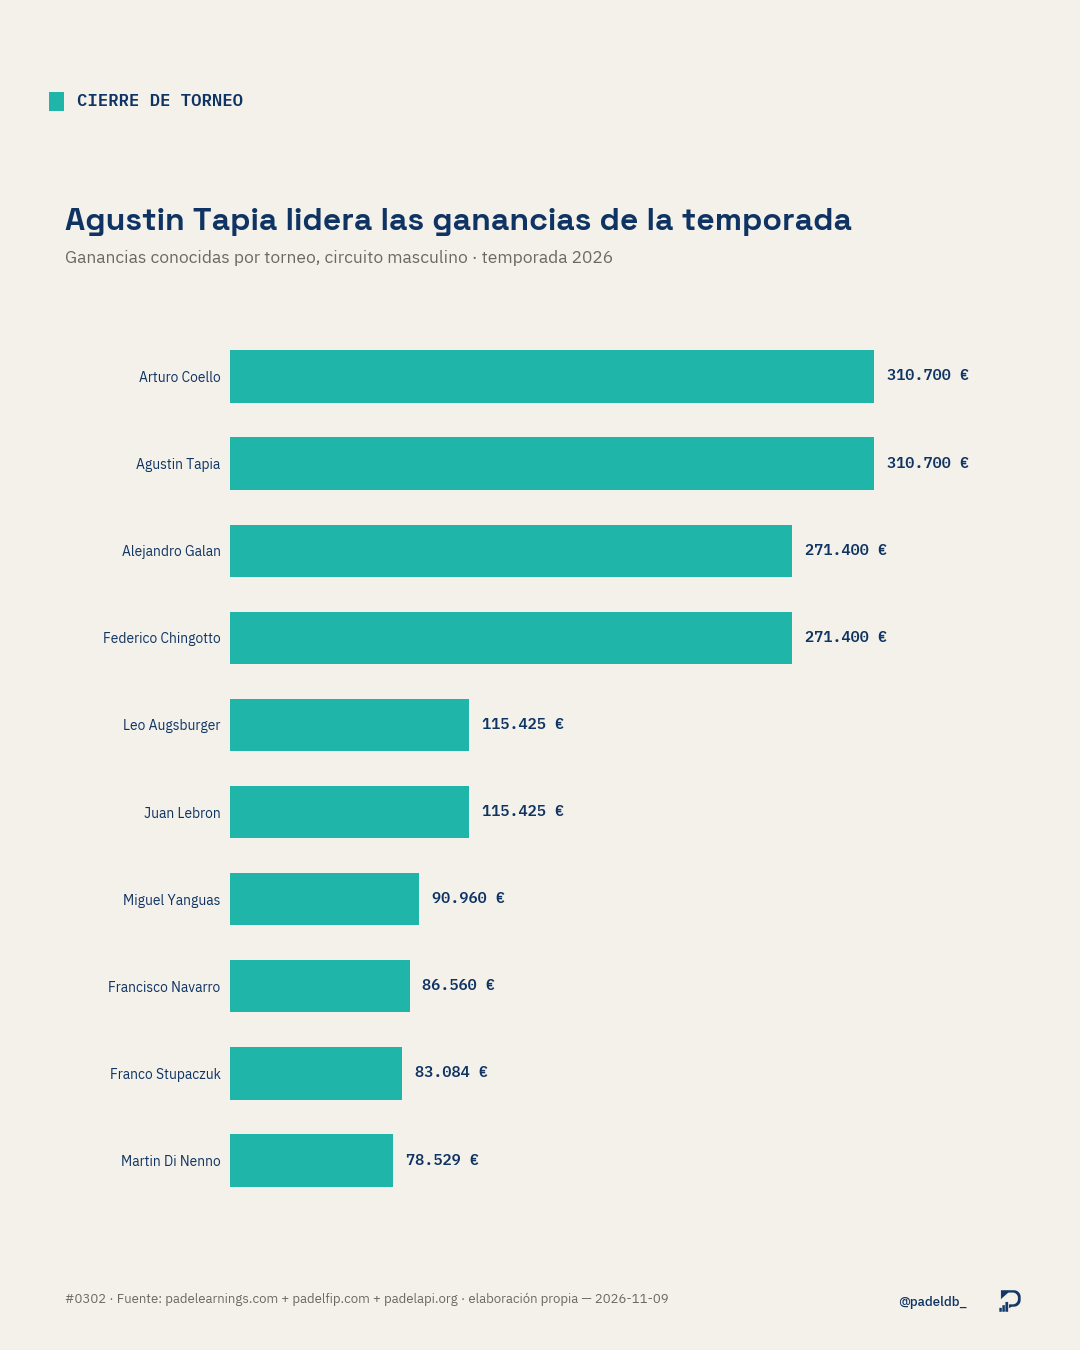 CIERRE DE TORNEO
Agustin Tapia lidera las ganancias de la temporada
Ganancias conocidas por torneo, circuito masculino · temporada 2026
Arturo Coello 310.700 €
Agustin Tapia 310.700 €
Alejandro Galan 271.400 €
Federico Chingotto 271.400 €
Leo Augsburger 115.425 €
Juan Lebron 115.425 €
Miguel Yanguas 90.960 €
Francisco Navarro 86.560 €
Franco Stupaczuk 83.084 €
Martin Di Nenno 78.529 €
#0302 · Fuente: padelearnings.com + padelfip.com + padelapi.org · elaboración propia — 2026-11-09
@padeldb_